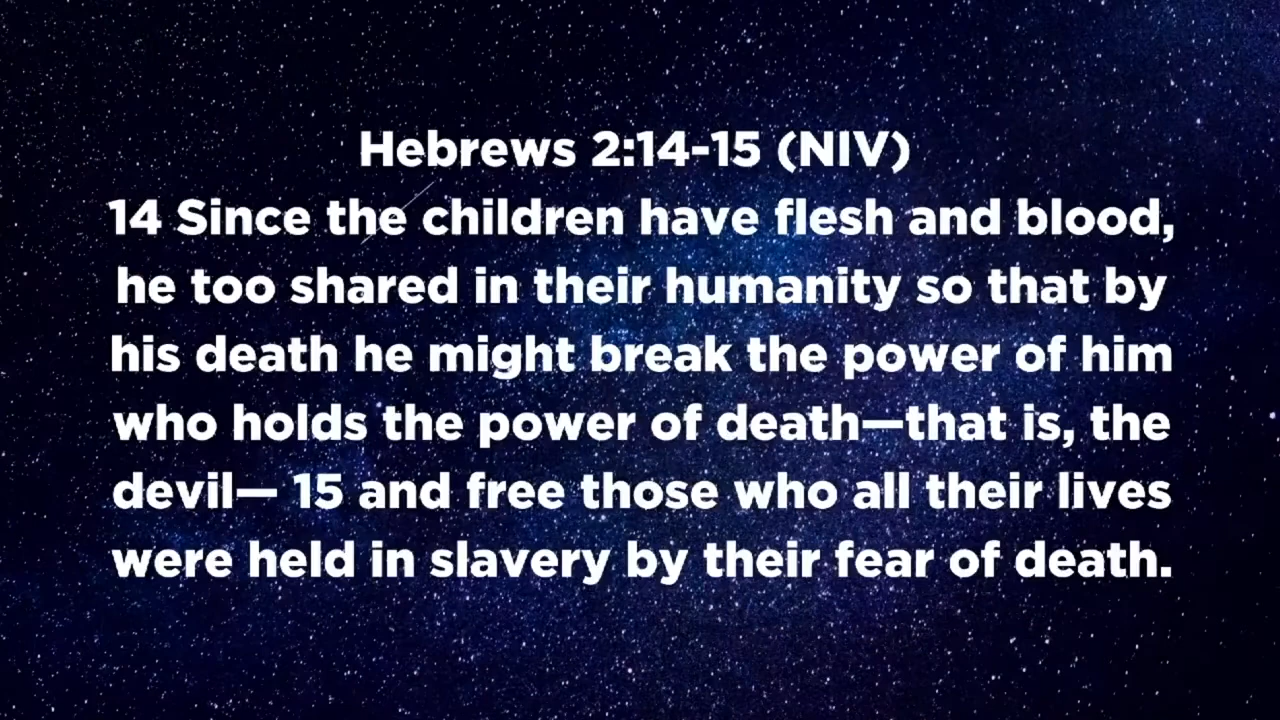 Hebrews 2:14-15 (NIV)
14 Since the children have flesh and blood,
he too shared in their humanity so that by
his death he might break the power of him
who holds the power of death—that is, the
devil— 15 and free those who all their lives
were held in slavery by their fear of death.